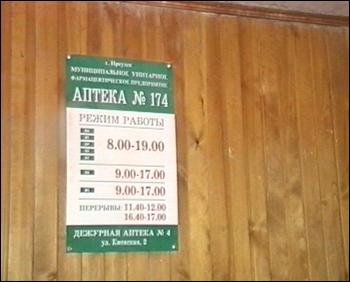 г. Иркутск
МУНИЦИПАЛЬНОЕ УНИТАРНОЕ
ФАРМАЦЕВТИЧЕСКОЕ ПРЕДПРИЯТИЕ
АПТЕКА № 174
РЕЖИМ РАБОТЫ
8.00-19.00
9.00-17.00
9.00-17.00
ПЕРЕРЫВЫ: 11.40-12.00
16.40-17.00
ДЕЖУРНАЯ АПТЕКА № 4
ул. Киевская, 2